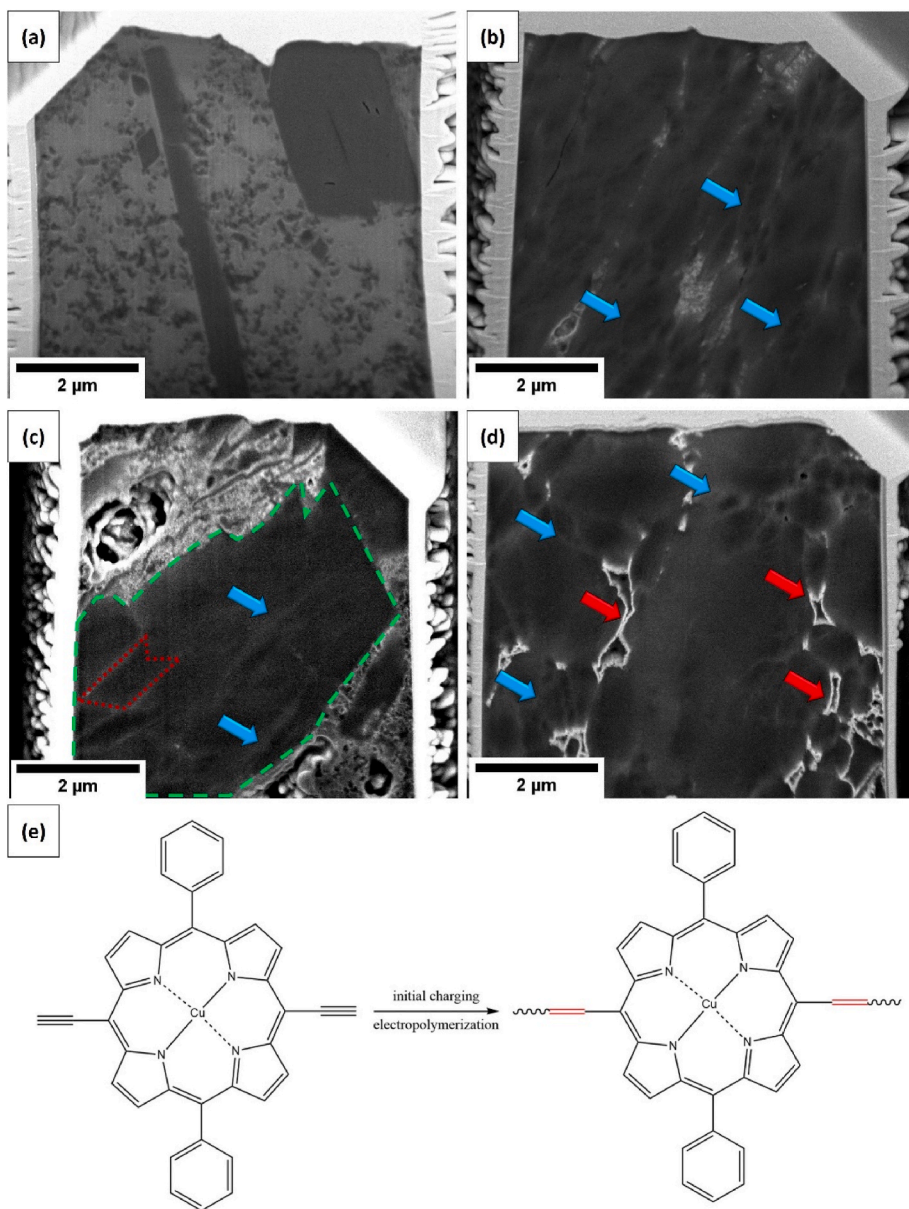 (a)
(b)
2 µm
2 µm
(c)
(d)
2 µm
2 µm
(e)
N
N
Cu
N
N
initial charging
electropolymerization
N
N
Cu
N
N